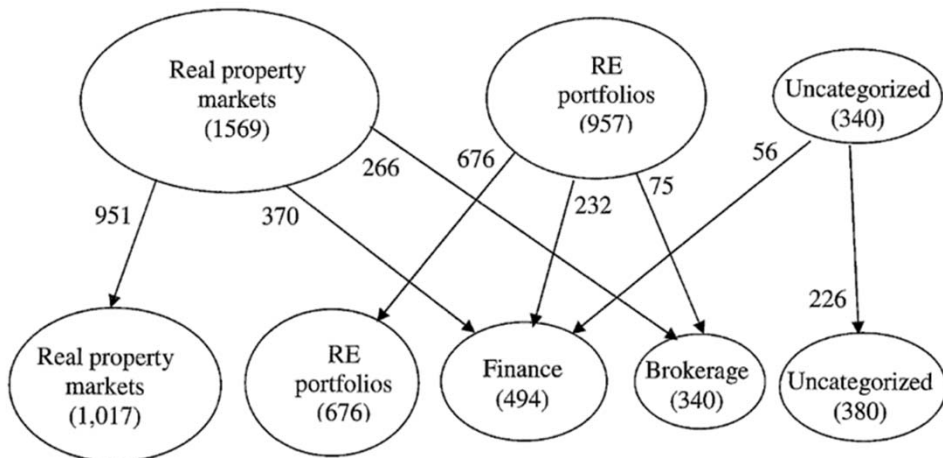 Real property
markets
(1569)
RE
portfolios
(957)
Uncategorized
(340)
951
370
266
676
232
75
56
226
Real property
markets
(1,017)
RE
portfolios
(676)
Finance
(494)
Brokerage
(340)
Uncategorized
(380)